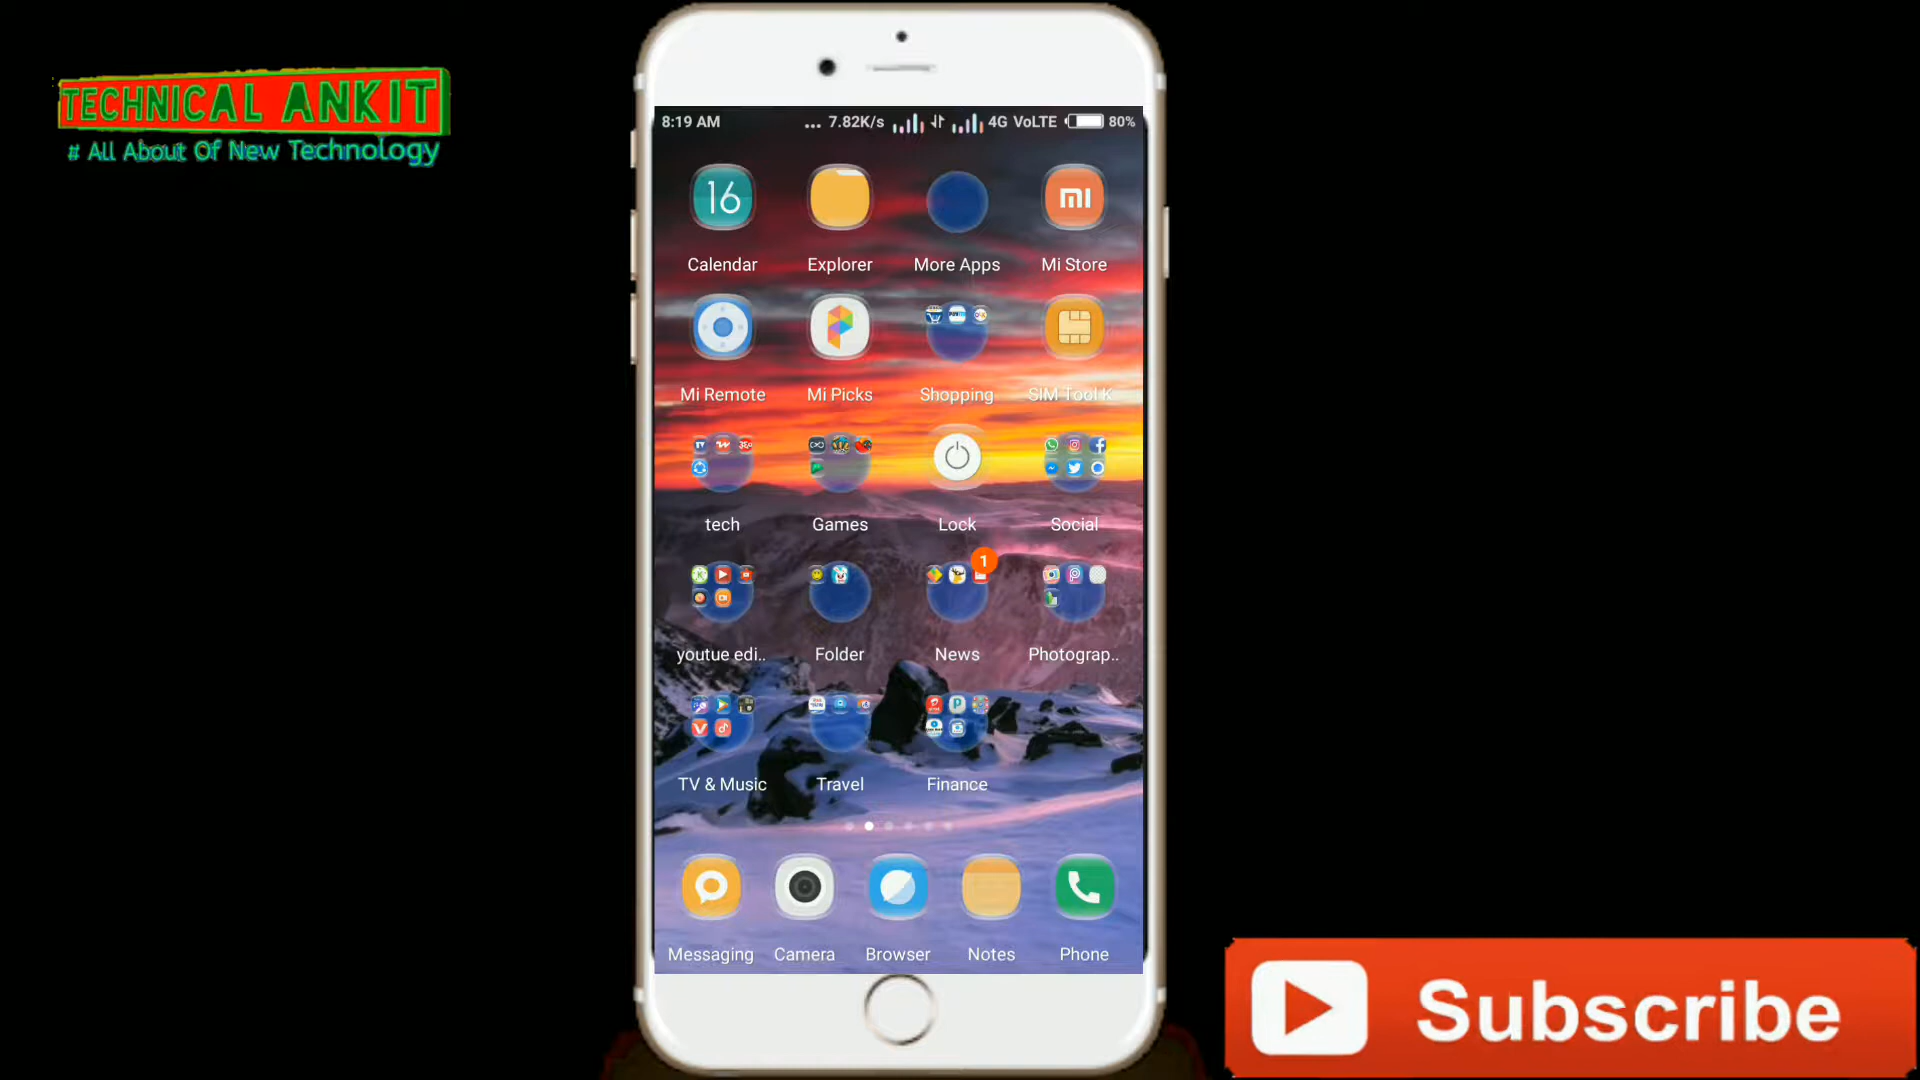 TECHNICAL ANKIT
# All About Of New Technology
8:19 AM ... 7.82K/s 4G VoLTE 80%
16
Calendar Explorer More Apps Mi Store
Mi Remote Mi Picks Shopping SIM Tool K
tech Games Lock Social
1
youtue edi.. Folder News Photograp..
TV & Music Travel Finance
Messaging Camera Browser Notes Phone
Subscribe